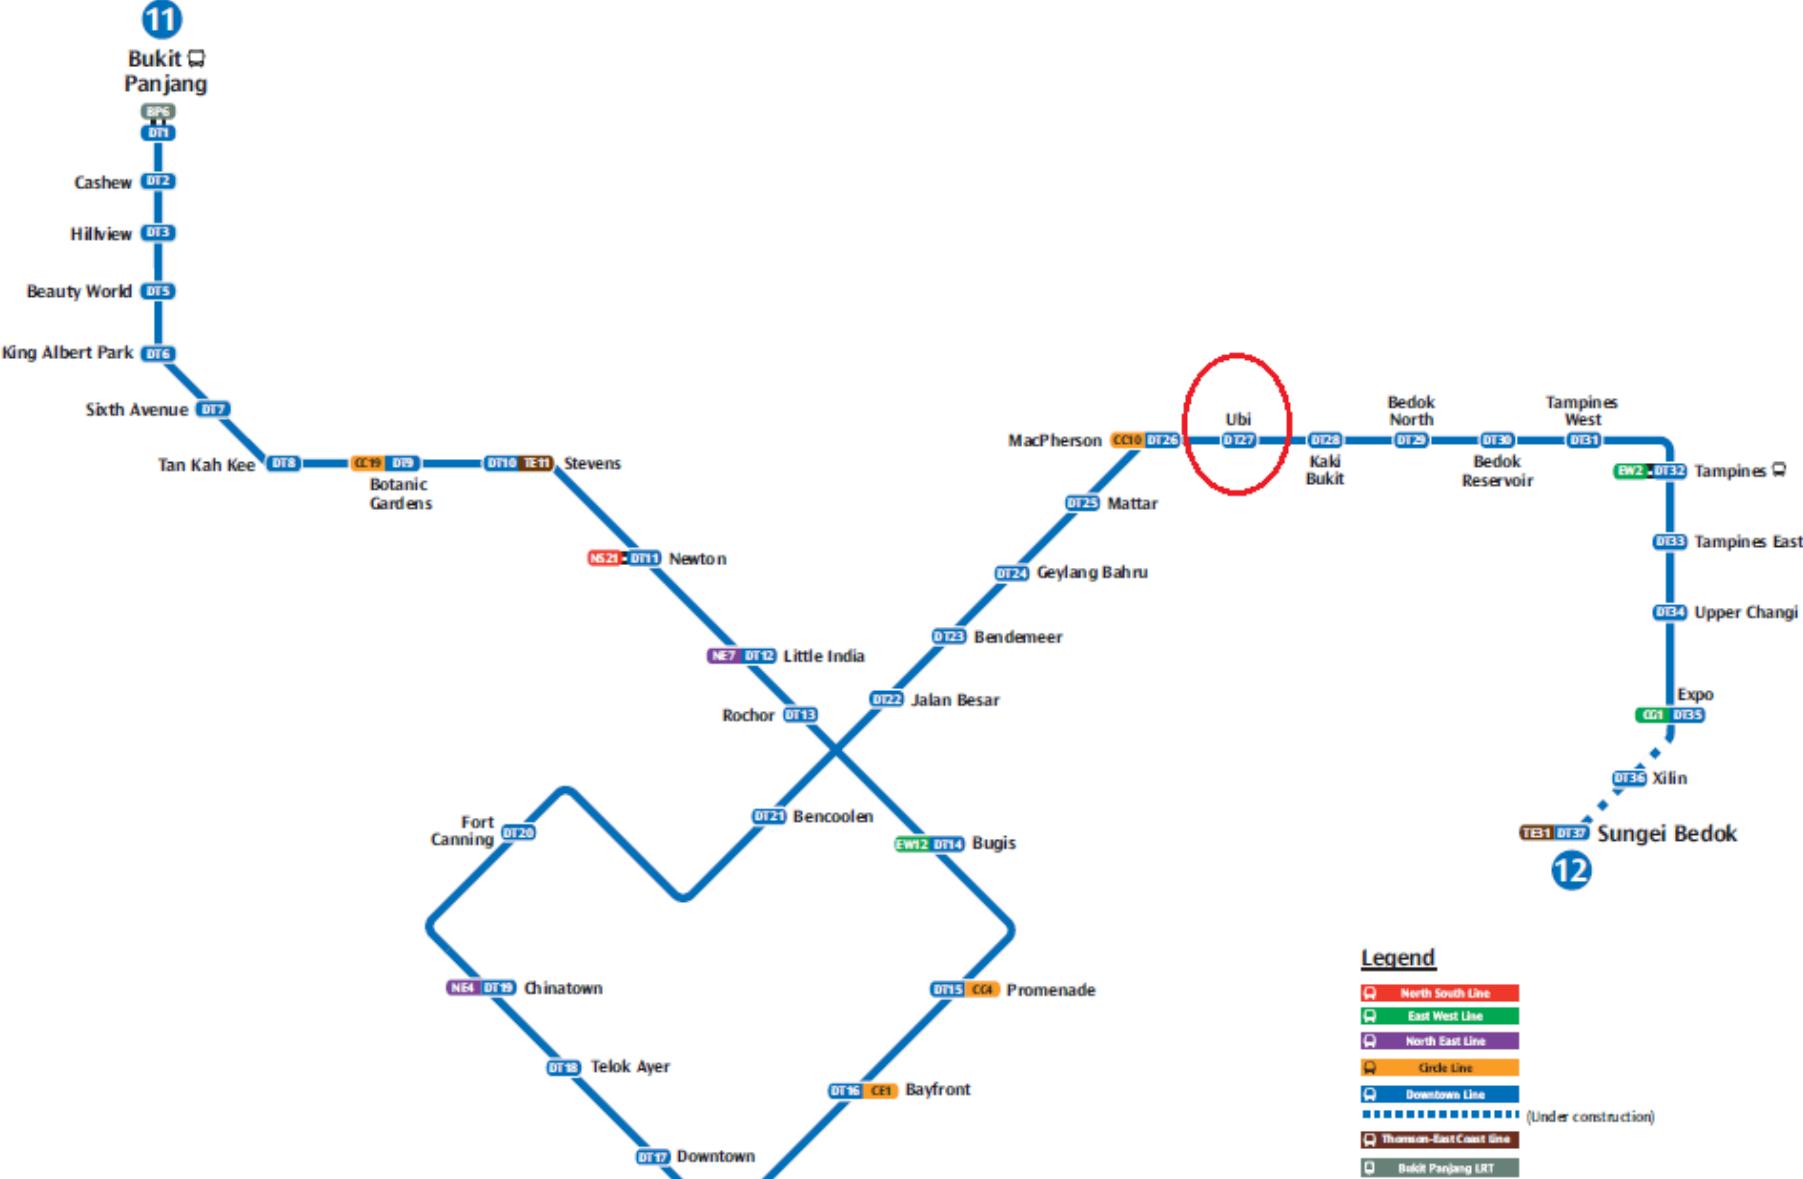 11
Bukit
Panjang
BP6
DT1
Cashew DT2
Hillview DT3
Beauty World DT5
King Albert Park DT6
Sixth Avenue DT7
Tan Kah Kee DT8
CC19 DT9
Botanic
Gardens
DT10 TE11 Stevens
NS21 DT11 Newton
NE7 DT12 Little India
Rochor DT13
EW12 DT14 Bugis
DT15 CC4 Promenade
DT16 CE1 Bayfront
DT17 Downtown
DT18 Telok Ayer
NE4 DT19 Chinatown
Fort
Canning DT20
DT21 Bencoolen
DT22 Jalan Besar
DT23 Bendemeer
DT24 Geylang Bahru
DT25 Mattar
MacPherson CC10 DT26
Ubi
DT27
DT28
Kaki
Bukit
Bedok
North
DT29
DT30
Bedok
Reservoir
Tampines
West
DT31
EW2 DT32 Tampines
DT33 Tampines East
DT34 Upper Changi
Expo
CG1 DT35
DT36 Xilin
TE31 DT37 Sungei Bedok
12
Legend
North South Line
East West Line
North East Line
Circle Line
Downtown Line
(Under construction)
Thomson-East Coast Line
Bukit Panjang LRT